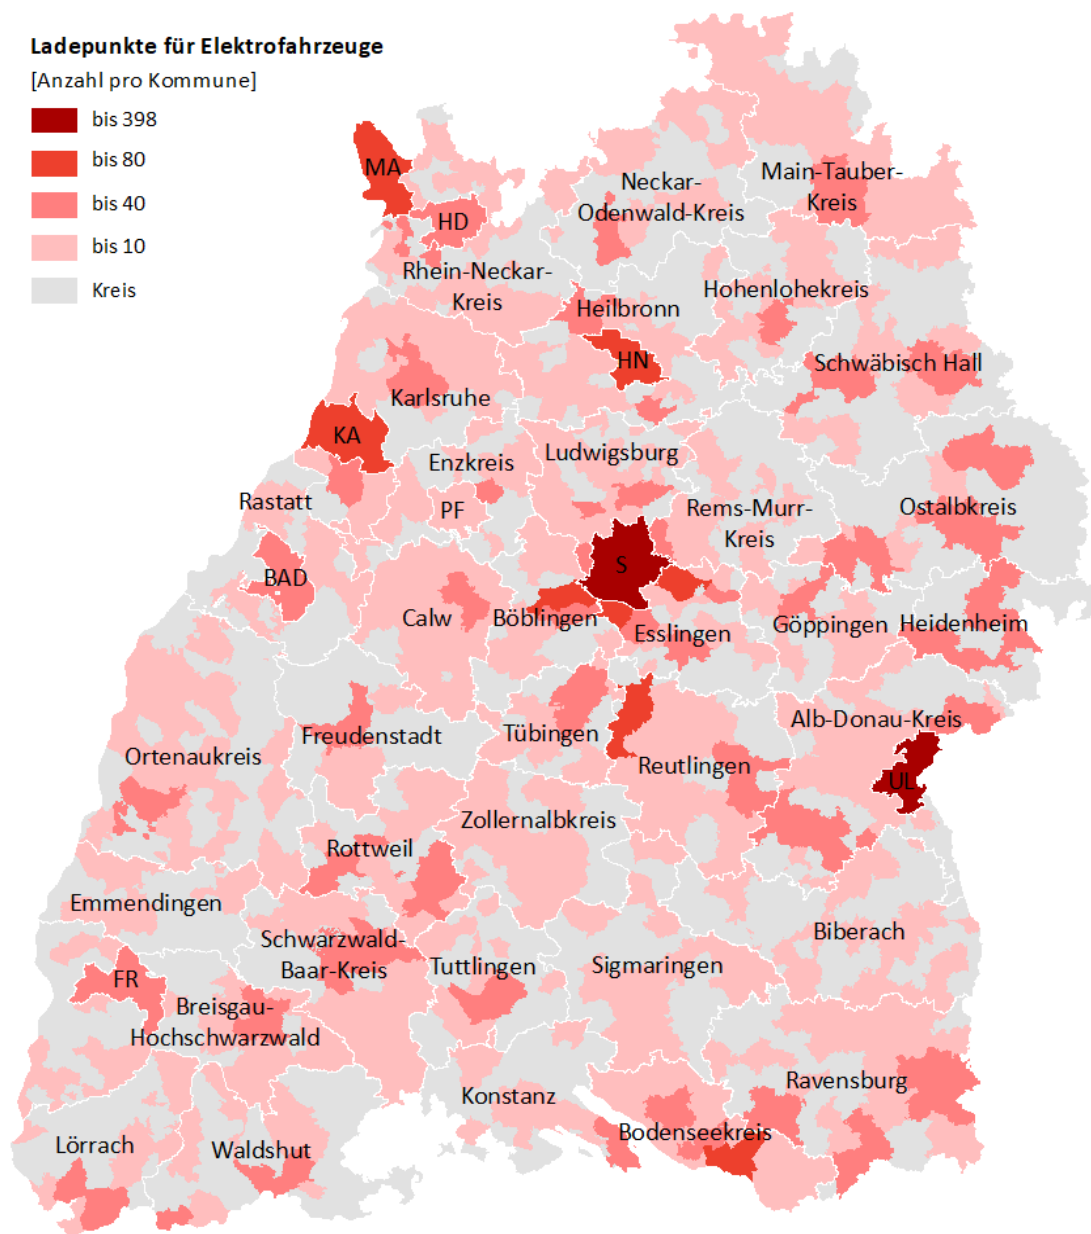 Ladepunkte für Elektrofahrzeuge
[Anzahl pro Kommune]
bis 398
bis 80
bis 40
bis 10
Kreis
MA
HD
Neckar-
Odenwald-Kreis
Main-Tauber-
Kreis
Rhein-Neckar-
Kreis
Heilbronn
Hohenlohekreis
HN
Schwäbisch Hall
Karlsruhe
KA
Enzkreis
Ludwigsburg
Rastatt
PF
Rems-Murr-
Kreis
Ostalbkreis
BAD
S
Calw
Böblingen
Esslingen
Göppingen
Heidenheim
Freudenstadt
Tübingen
Alb-Donau-Kreis
Ortenaukreis
Reutlingen
UL
Zollernalbkreis
Rottweil
Emmendingen
Schwarzwald-
Baar-Kreis
Tuttlingen
Sigmaringen
Biberach
FR
Breisgau-
Hochschwarzwald
Konstanz
Ravensburg
Bodenseekreis
Lörrach
Waldshut